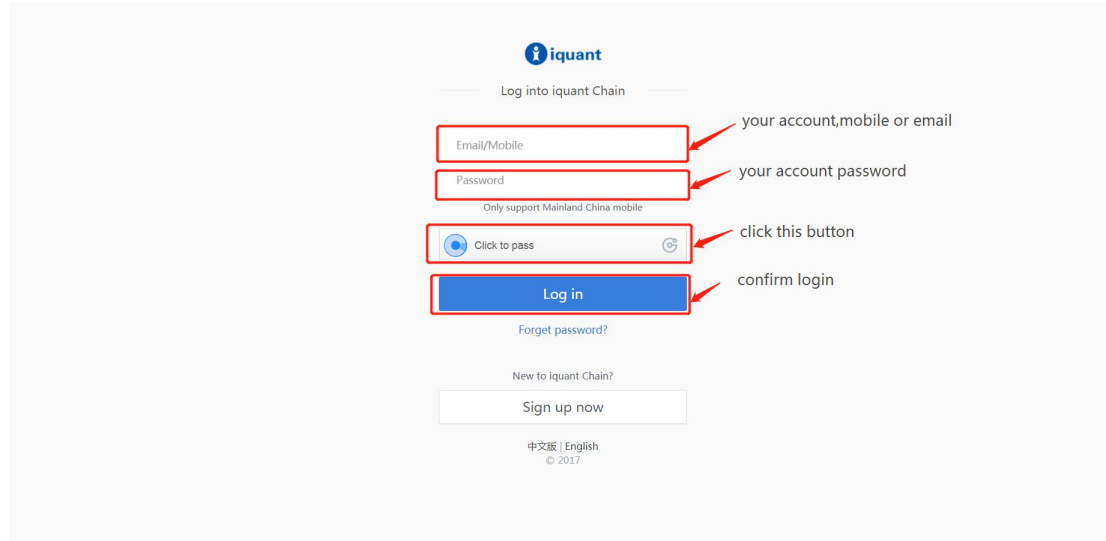 iquant
Log into iquant Chain
your account,mobile or email
Email/Mobile
your account password
Password
Only support Mainland China mobile
click this button
Click to pass
confirm login
Log in
Forget password?
New to iquant Chain?
Sign up now
中文版 | English
© 2017